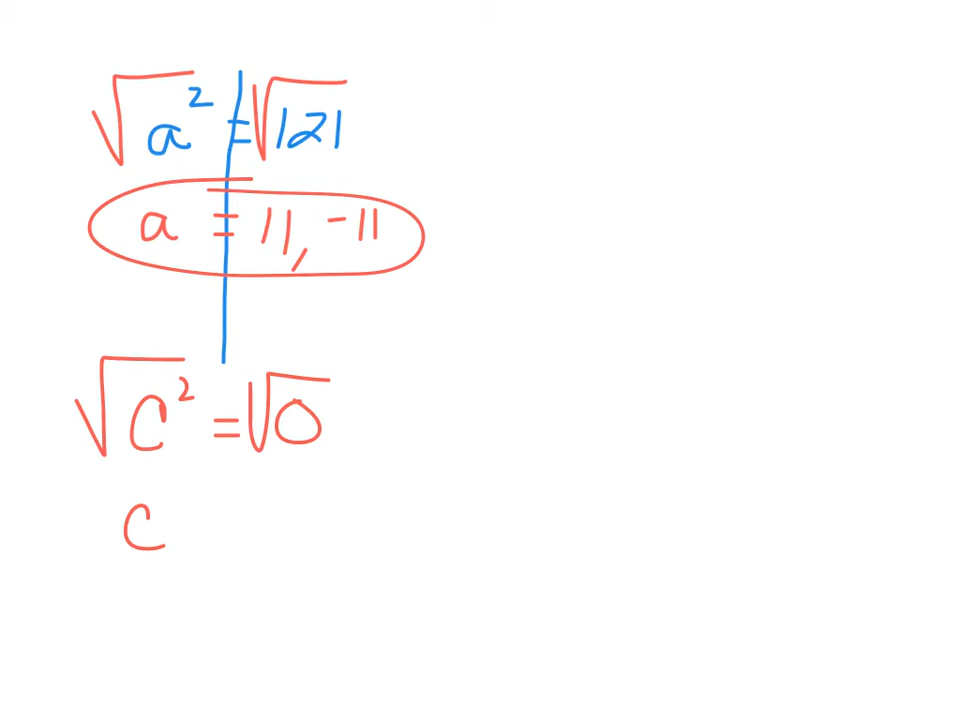 √a² = √121
a = 11, -11
√C² = √0
C